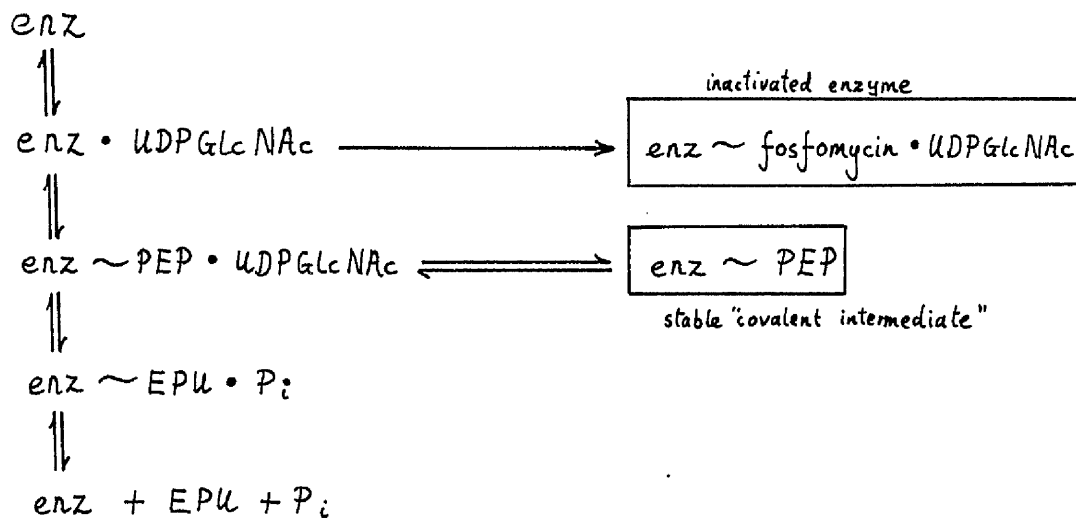 enz
inactivated enzyme
enz • UDPGlcNAc
enz ~ fosfomycin • UDPGlcNAc
enz ~ PEP • UDPGlcNAc
enz ~ PEP
stable "covalent intermediate"
enz ~ EPU • Pi
enz + EPU + Pi